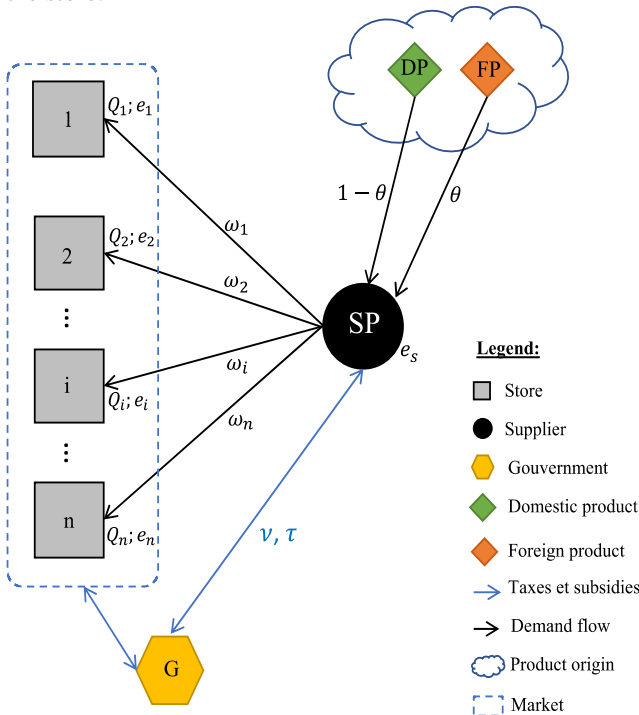 DP
FP
1
Q₁; e₁
1 − θ
θ
ω₁
2
Q₂; e₂
ω₂
⋮
SP
eₛ
i
Qᵢ; eᵢ
ωᵢ
ωₙ
⋮
n
Qₙ; eₙ
ν, τ
G
Legend:
Store
Supplier
Gouvernment
Domestic product
Foreign product
Taxes et subsidies
Demand flow
Product origin
Market